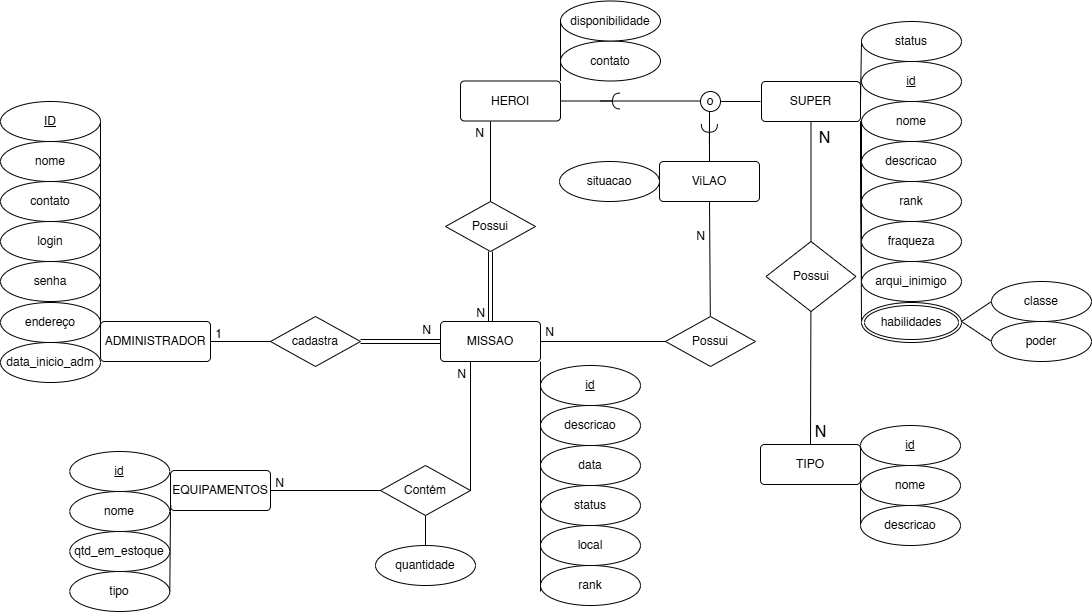 disponibilidade
contato
HEROI
o
SUPER
status
id
nome
descricao
rank
fraqueza
arqui_inimigo
habilidades
classe
poder
N
N
situacao
ViLAO
N
Possui
Possui
ID
nome
contato
login
senha
endereço
data_inicio_adm
ADMINISTRADOR
1
cadastra
N
N
MISSAO
N
Possui
N
id
descricao
data
status
local
rank
N
TIPO
id
nome
descricao
id
nome
qtd_em_estoque
tipo
EQUIPAMENTOS
N
Contém
quantidade